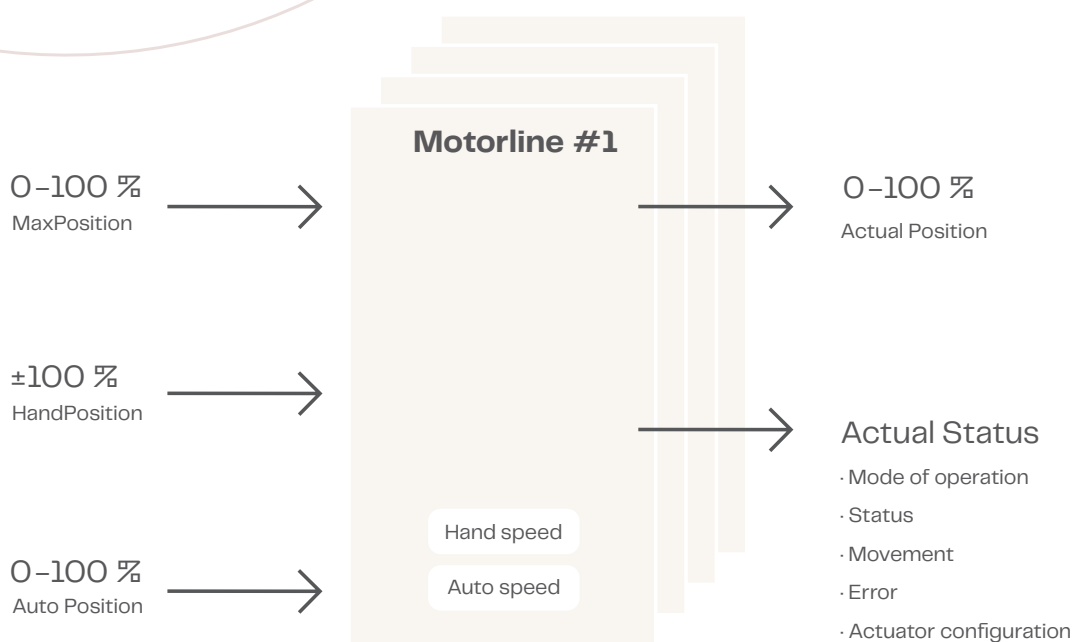 Motorline #1
0-100 %
MaxPosition
±100 %
HandPosition
0-100 %
Auto Position
Hand speed
Auto speed
0-100 %
Actual Position
Actual Status
· Mode of operation
· Status
· Movement
· Error
· Actuator configuration